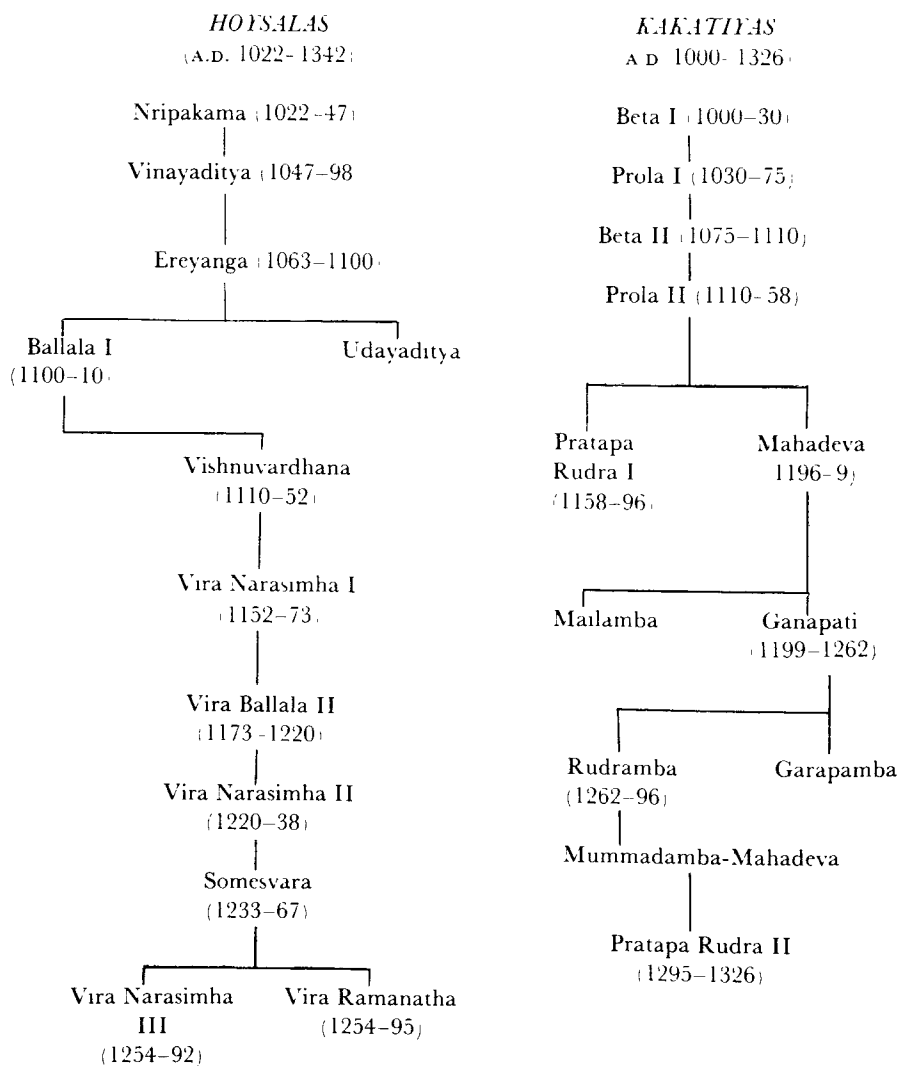 HOYSALAS
(A.D. 1022-1342)
Nripakama (1022-47)
Vinayaditya (1047-98
Ereyanga (1063-1100)
Ballala I
(1100-10)
Udayaditya
Vishnuvardhana
(1110-52)
Vira Narasimha I
(1152-73)
Vira Ballala II
(1173-1220)
Vira Narasimha II
(1220-38)
Somesvara
(1233-67)
Vira Narasimha
III
(1254-92)
Vira Ramanatha
(1254-95)
KAKATIYAS
A D 1000-1326)
Beta I (1000-30)
Prola I (1030-75)
Beta II (1075-1110)
Prola II (1110-58)
Pratapa
Rudra I
(1158-96)
Mahadeva
1196-9)
Mailamba
Ganapati
(1199-1262)
Rudramba
(1262-96)
Garapamba
Mummadamba-Mahadeva
Pratapa Rudra II
(1295-1326)